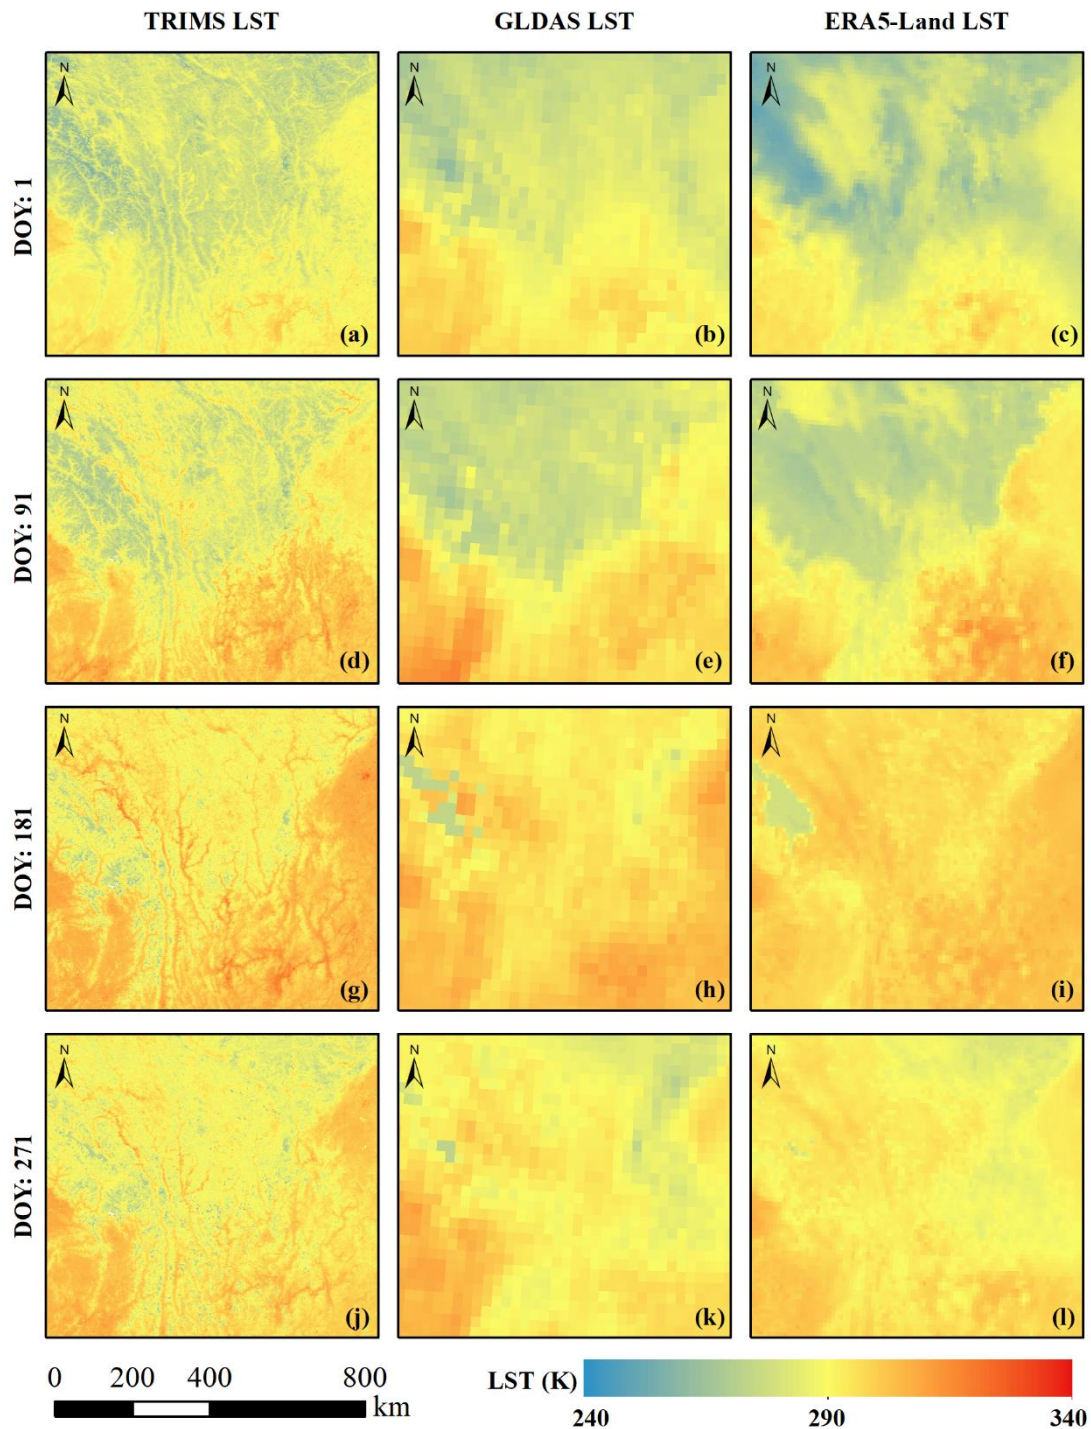 TRIMS LST GLDAS LST ERA5-Land LST
DOY: 1
N N N
(a) (b) (c)
DOY: 91
N N N
(d) (e) (f)
DOY: 181
N N N
(g) (h) (i)
DOY: 271
N N N
(j) (k) (l)
0 200 400 800
km
LST (K)
240 290 340